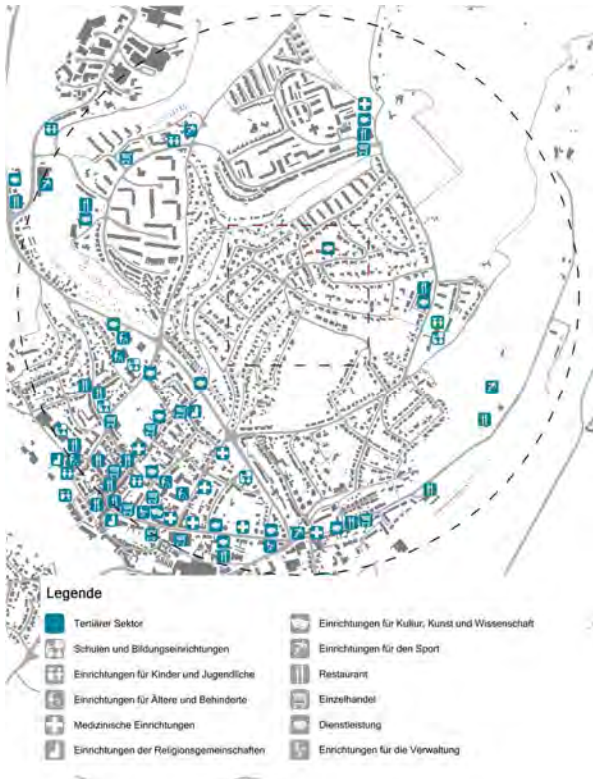 Legende
Tertiärer Sektor
Schulen und Bildungseinrichtungen
Einrichtungen für Kinder und Jugendliche
Einrichtungen für Ältere und Behinderte
Medizinische Einrichtungen
Einrichtungen der Religionsgemeinschaften
Einrichtungen für Kultur, Kunst und Wissenschaft
Einrichtungen für den Sport
Restaurant
Einzelhandel
Dienstleistung
Enrichtungen für die Verwaltung